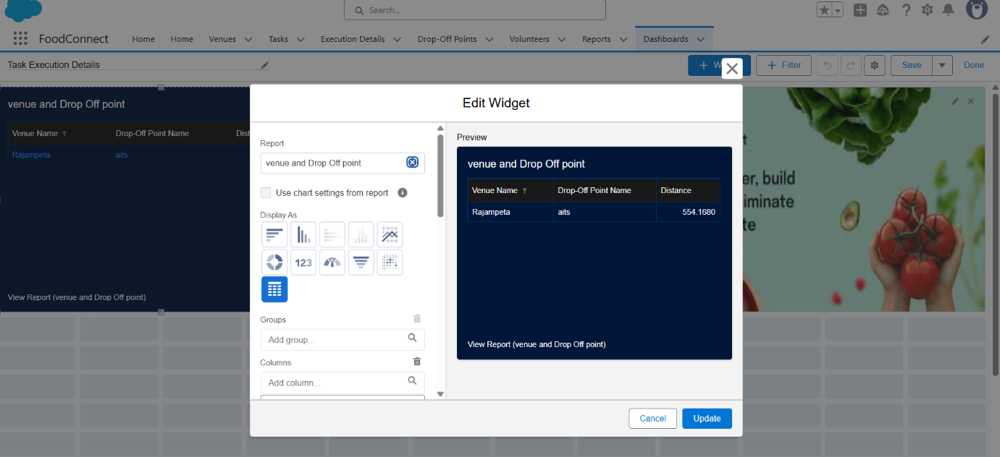 Search...
FoodConnect
Home
Home
Venues
Tasks
Execution Details
Drop-Off Points
Volunteers
Reports
Dashboards
Task Execution Details
+ W
+ Filter
Save
Done
venue and Drop Off point
Venue Name ↑
Drop-Off Point Name
Dist
Rajampeta
aits
View Report (venue and Drop Off point)
Edit Widget
Report
venue and Drop Off point
Use chart settings from report
Display As
123
Groups
Add group...
Columns
Add column...
Preview
venue and Drop Off point
Venue Name ↑
Drop-Off Point Name
Distance
Rajampeta
aits
554.1680
View Report (venue and Drop Off point)
Cancel
Update
t
er, build
iminate
te